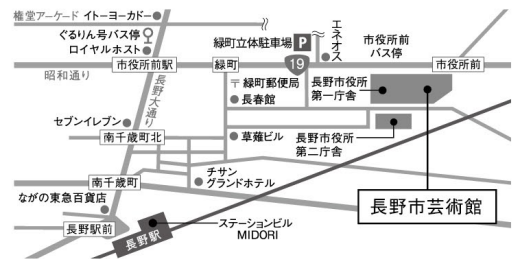 権堂アーケード イトーヨーカドー
ぐるりん号バス停
ロイヤルホスト
緑町立体駐車場
P
エネオス
市役所前
バス停
市役所前駅
緑町
19
市役所前
昭和通り
長野大通り
〒緑町郵便局
長春館
長野市役所
第一庁舎
セブンイレブン
南千歳町北
草薙ビル
長野市役所
第二庁舎
南千歳町
チサン
グランドホテル
ながの東急百貨店
長野市芸術館
長野駅前
長野駅
ステーションビル
MIDORI